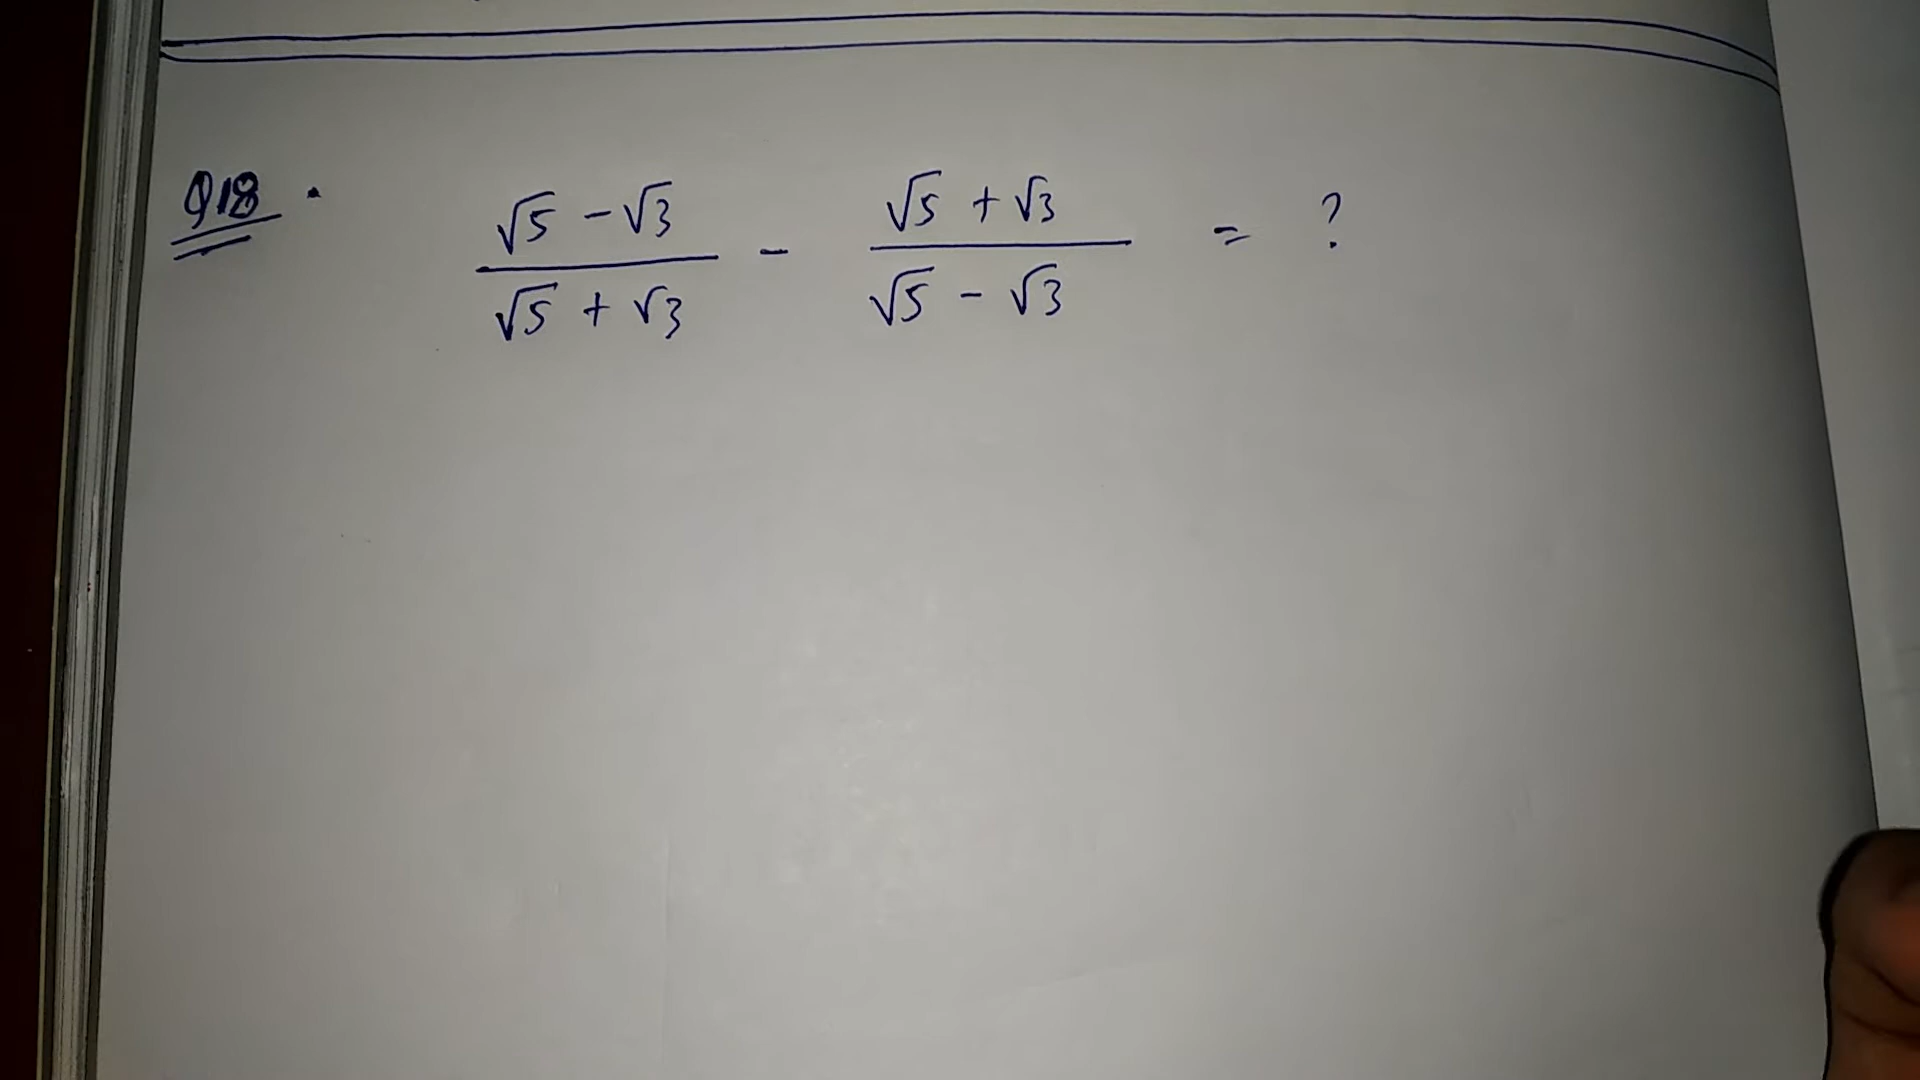 Q18. (√5 - √3)/(√5 + √3) - (√5 + √3)/(√5 - √3) = ?